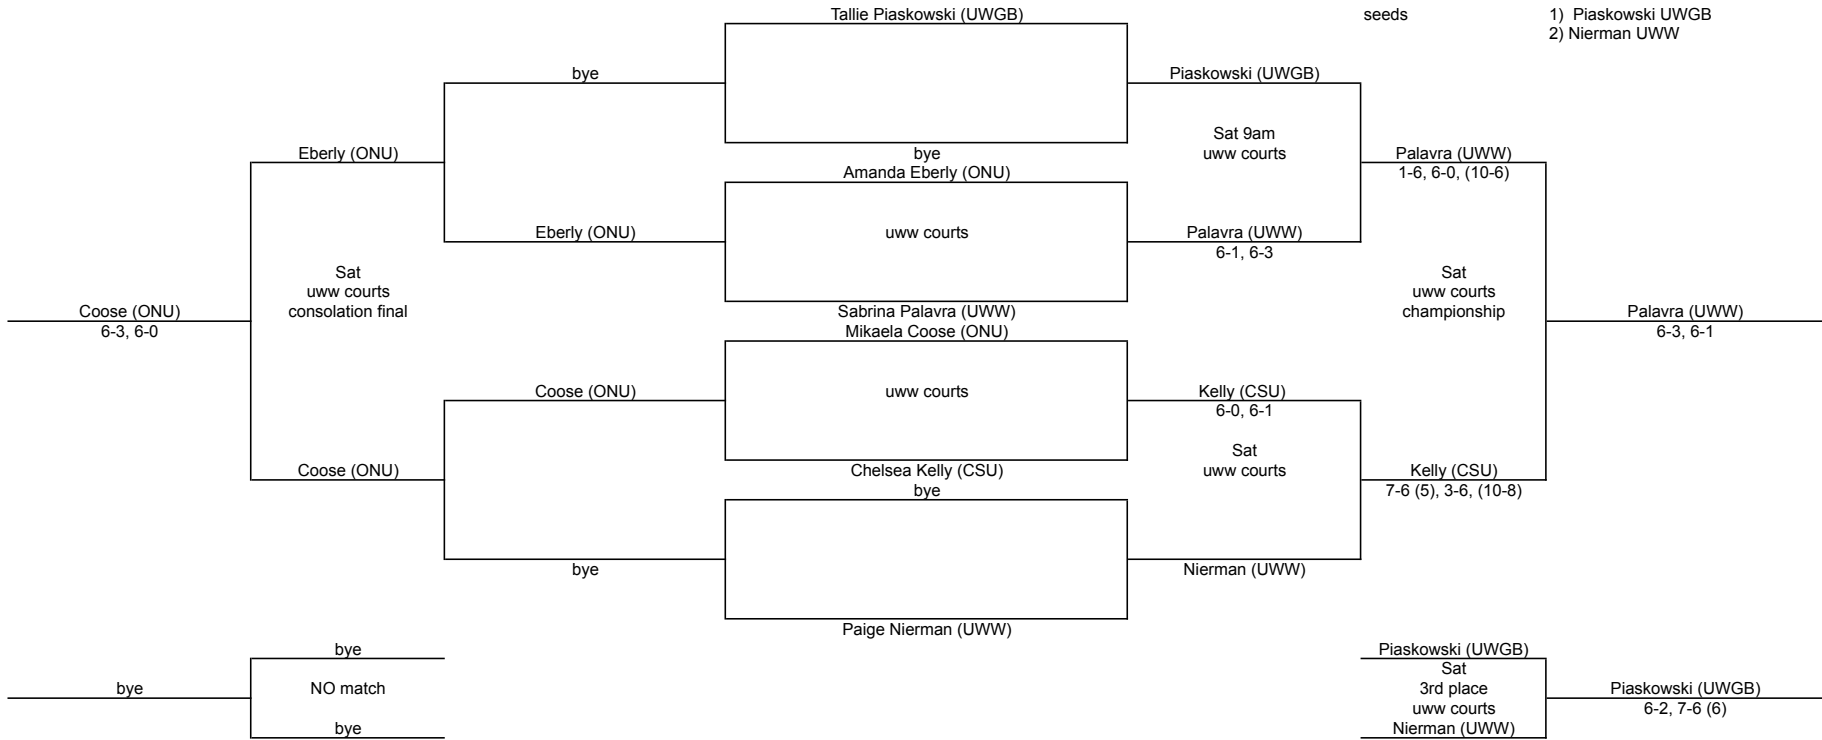 Tallie Piaskowski (UWGB)
seeds
1) Piaskowski UWGB
2) Nierman UWW
bye
Piaskowski (UWGB)
Sat 9am
uww courts
Eberly (ONU)
bye
Palavra (UWW)
1-6, 6-0, (10-6)
Amanda Eberly (ONU)
Eberly (ONU)
uww courts
Palavra (UWW)
6-1, 6-3
Sat
uww courts
consolation final
Sat
uww courts
championship
Coose (ONU)
6-3, 6-0
Sabrina Palavra (UWW)
Mikaela Coose (ONU)
Palavra (UWW)
6-3, 6-1
Coose (ONU)
uww courts
Kelly (CSU)
6-0, 6-1
Sat
uww courts
Coose (ONU)
Chelsea Kelly (CSU)
bye
Kelly (CSU)
7-6 (5), 3-6, (10-8)
bye
Nierman (UWW)
Paige Nierman (UWW)
bye
NO match
bye
bye
Piaskowski (UWGB)
Sat
3rd place
uww courts
Nierman (UWW)
Piaskowski (UWGB)
6-2, 7-6 (6)